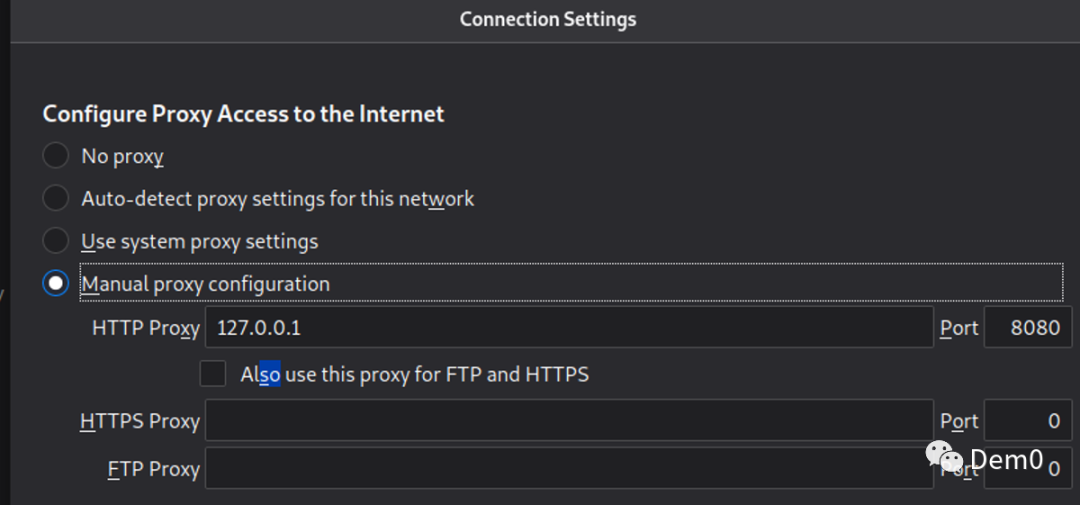 Connection Settings
Configure Proxy Access to the Internet
No proxy
Auto-detect proxy settings for this network
Use system proxy settings
Manual proxy configuration
HTTP Proxy 127.0.0.1 Port 8080
Also use this proxy for FTP and HTTPS
HTTPS Proxy Port 0
FTP Proxy Port 0
Dem0